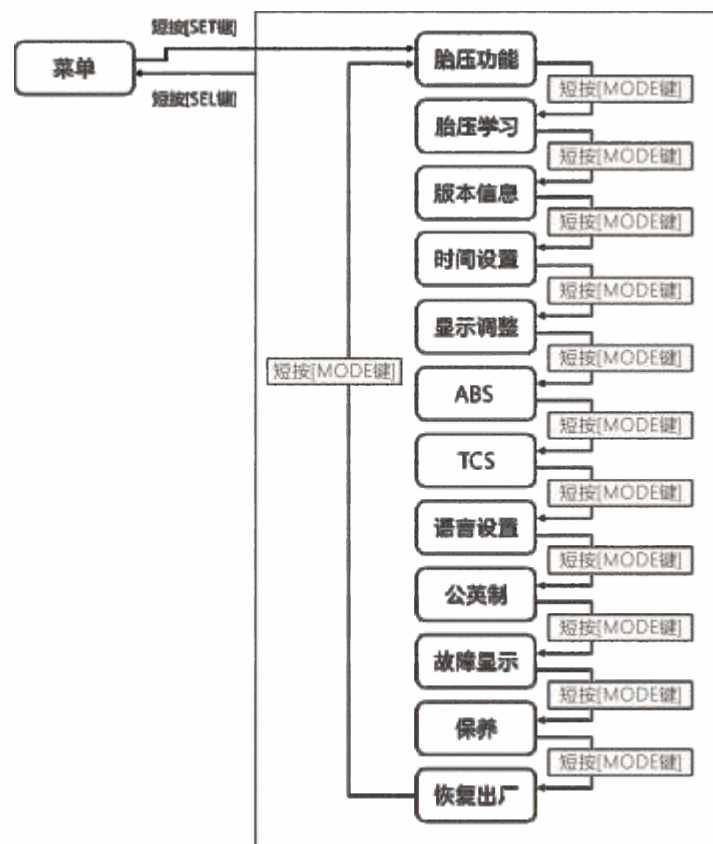 短按[SET键]
菜单
短按[SEL键]
胎压功能
短按[MODE键]
胎压学习
短按[MODE键]
版本信息
短按[MODE键]
时间设置
短按[MODE键]
显示调整
短按[MODE键]
短按[MODE键]
ABS
短按[MODE键]
TCS
短按[MODE键]
语言设置
短按[MODE键]
公英制
短按[MODE键]
故障显示
短按[MODE键]
保养
短按[MODE键]
恢复出厂